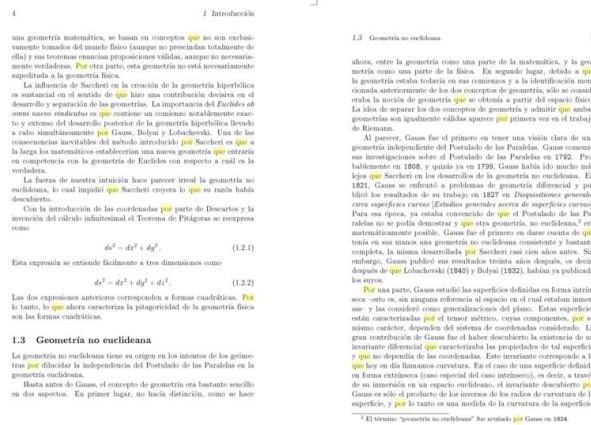 4 1 Introducción
una geometría matemática, se basan en conceptos que no son exclusi-
vamente tomados del mundo físico (aunque no prescindan totalmente de
ella) y sus teoremas enuncian proposiciones válidas, aunque no necesaria-
mente verdaderas. Por otra parte, esta geometría no está necesariamente
supeditada a la geometría física.
La influencia de Saccheri en la creación de la geometría hiperbólica
es sustancial en el sentido de que hizo una contribución decisiva en el
desarrollo y separación de las geometrías. La importancia del Euclides ab
omni naevo vindicatus es que contiene un comienzo notablemente exac-
to y extenso del desarrollo posterior de la geometría hiperbólica llevado
a cabo simultáneamente por Gauss, Bolyai y Lobachevski. Una de las
consecuencias inevitables del método introducido por Saccheri es que a
la larga los matemáticos establecerían una nueva geometría que entraría
en competencia con la geometría de Euclides con respecto a cuál es la
verdadera.
La fuerza de nuestra intuición hace parecer irreal la geometría no
euclideana, lo cual impidió que Saccheri creyera lo que su razón había
descubierto.
Con la introducción de las coordenadas por parte de Descartes y la
invención del cálculo infinitesimal el Teorema de Pitágoras se reexpresa
como
ds² = dx² + dy² . (1.2.1)
Esta expresión se extiende fácilmente a tres dimensiones como
ds² = dx² + dy² + dz² . (1.2.2)
Las dos expresiones anteriores corresponden a formas cuadráticas. Por
lo tanto, lo que ahora caracteriza la pitagoricidad de la geometría física
son las formas cuadráticas.
1.3 Geometría no euclideana
La geometría no euclideana tiene su origen en los intentos de los geóme-
tras por dilucidar la independencia del Postulado de las Paralelas en la
geometría euclideana.
Hasta antes de Gauss, el concepto de geometría era bastante sencillo
en dos aspectos. En primer lugar, no hacía distinción, como se hace
1.3 Geometría no euclideana
ahora, entre la geometría como una parte de la matemática, y la geo
metría como una parte de la física. En segundo lugar, debido a qu
la geometría estaba todavía en sus comienzos y a la identificación men
cionada anteriormente de los dos conceptos de geometría, sólo se consid
eraba la noción de geometría que se obtenía a partir del espacio físico
La idea de separar los dos conceptos de geometría y admitir que amba
geometrías son igualmente válidas aparece por primera vez en el trabaj
de Riemann.
Al parecer, Gauss fue el primero en tener una visión clara de un
geometría independiente del Postulado de las Paralelas. Gauss comenz
sus investigaciones sobre el Postulado de las Paralelas en 1792. Pro
bablemente en 1808, y quizás ya en 1799, Gauss había ido mucho má
lejos que Saccheri en los desarrollos de la geometría no euclideana. E
1821, Gauss se enfrentó a problemas de geometría diferencial y pu
blicó los resultados de su trabajo en 1827 en Disquisitiones generale
circa superficies curvas [Estudios generales acerca de superficies curvas]
Para esa época, ya estaba convencido de que el Postulado de las Pa
ralelas no se podía demostrar y que otra geometría, no euclideana,² er
matemáticamente posible. Gauss fue el primero en darse cuenta de qu
tenía en sus manos una geometría no euclideana consistente y bastant
completa, la misma desarrollada por Saccheri casi cien años antes. Si
embargo, Gauss publicó sus resultados treinta años después, es decir
después de que Lobachevski (1840) y Bolyai (1832), habían ya publicad
los suyos.
Por una parte, Gauss estudió las superficies definidas en forma intrín
seca –esto es, sin ninguna referencia al espacio en el cual estaban inmer
sas– y las consideró como generalizaciones del plano. Estas superficie
están caracterizadas por el tensor métrico, cuyas componentes, por s
mismo carácter, dependen del sistema de coordenadas considerado. L
gran contribución de Gauss fue el haber descubierto la existencia de u
invariante diferencial que caracterizaba las propiedades de tal superfici
y que no dependía de las coordenadas. Este invariante corresponde a l
que hoy en día llamamos curvatura. En el caso de una superficie definid
en forma extrínseca (caso especial del caso intrínseco), es decir, a travé
de su inmersión en un espacio euclideano, el invariante descubierto po
Gauss es sólo el producto de los inversos de los radios de curvatura de l
superficie, y por lo tanto es una medida de la curvatura de la superficie
² El término "geometría no euclideana" fue acuñado por Gauss en 1824.